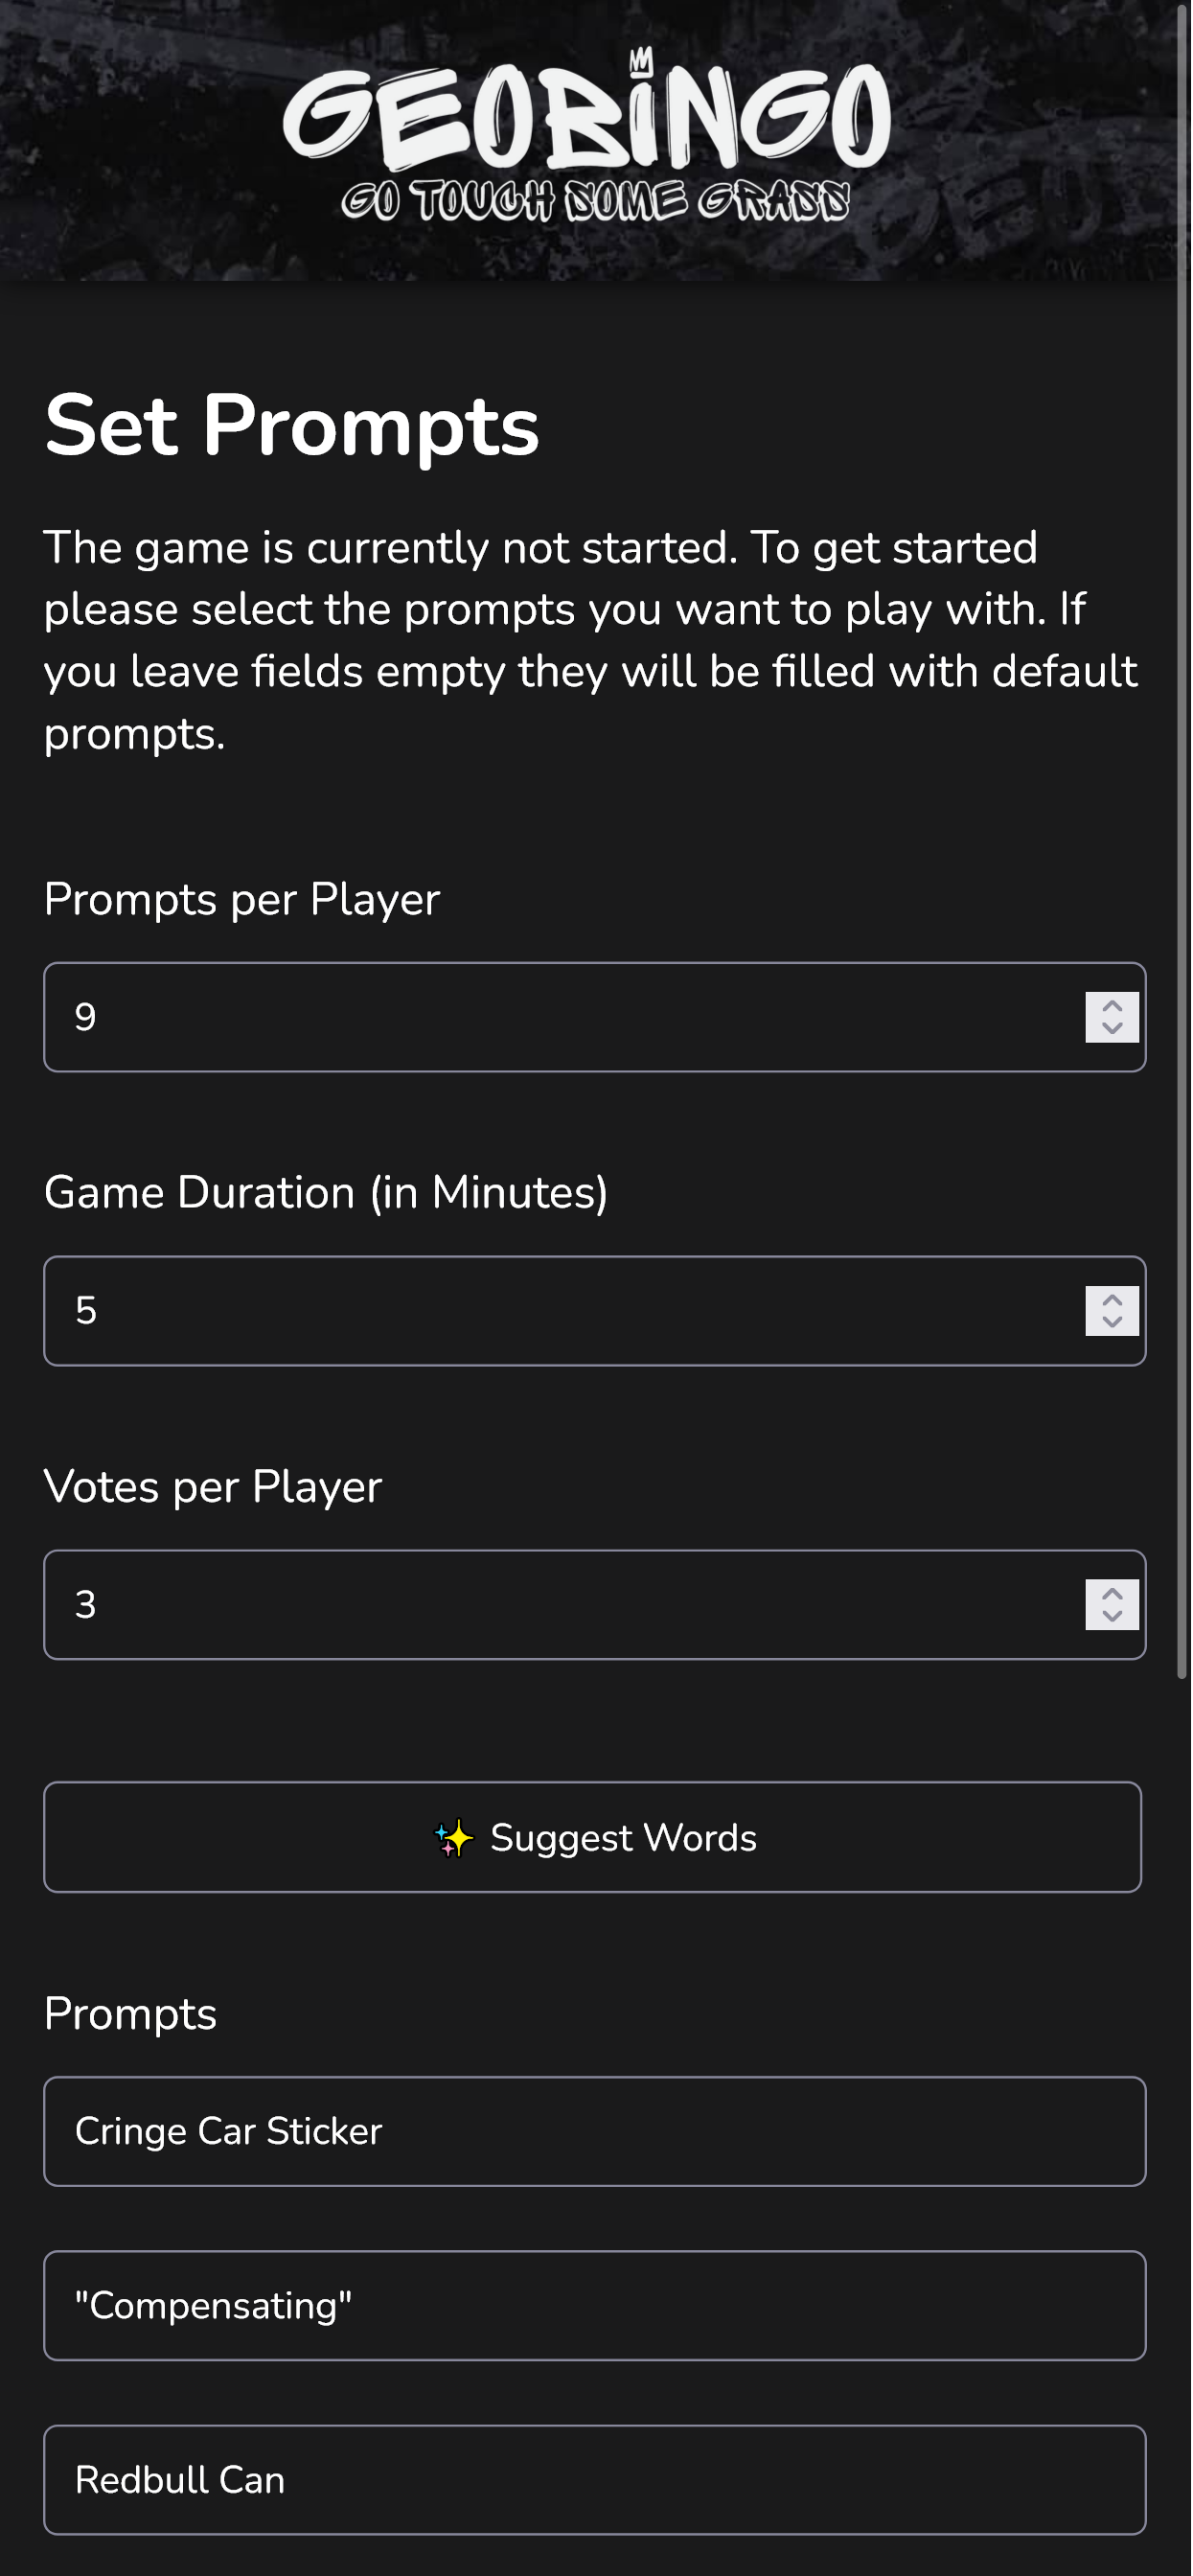 GEOBINGO
GO TOUCH SOME GRASS
Set Prompts
The game is currently not started. To get started
please select the prompts you want to play with. If
you leave fields empty they will be filled with default
prompts.
Prompts per Player
9
Game Duration (in Minutes)
5
Votes per Player
3
✨ Suggest Words
Prompts
Cringe Car Sticker
"Compensating"
Redbull Can